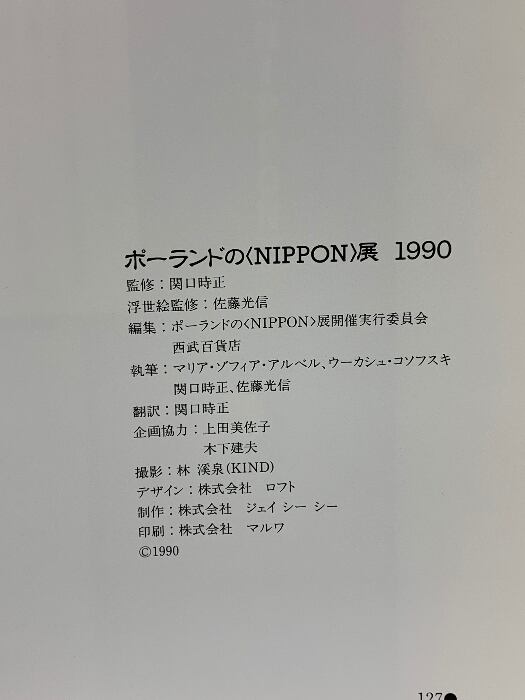 ポーランドの〈NIPPON〉展 1990
監修：関口時正
浮世絵監修：佐藤光信
編集：ポーランドの〈NIPPON〉展開催実行委員会
西武百貨店
執筆：マリア・ゾフィア・アルベル、ウーカシュ・コソフスキ
関口時正、佐藤光信
翻訳：関口時正
企画協力：上田美佐子
木下建夫
撮影：林 溪泉(KIND)
デザイン：株式会社 ロフト
制作：株式会社 ジェイ シー シー
印刷：株式会社 マルワ
©1990
127●